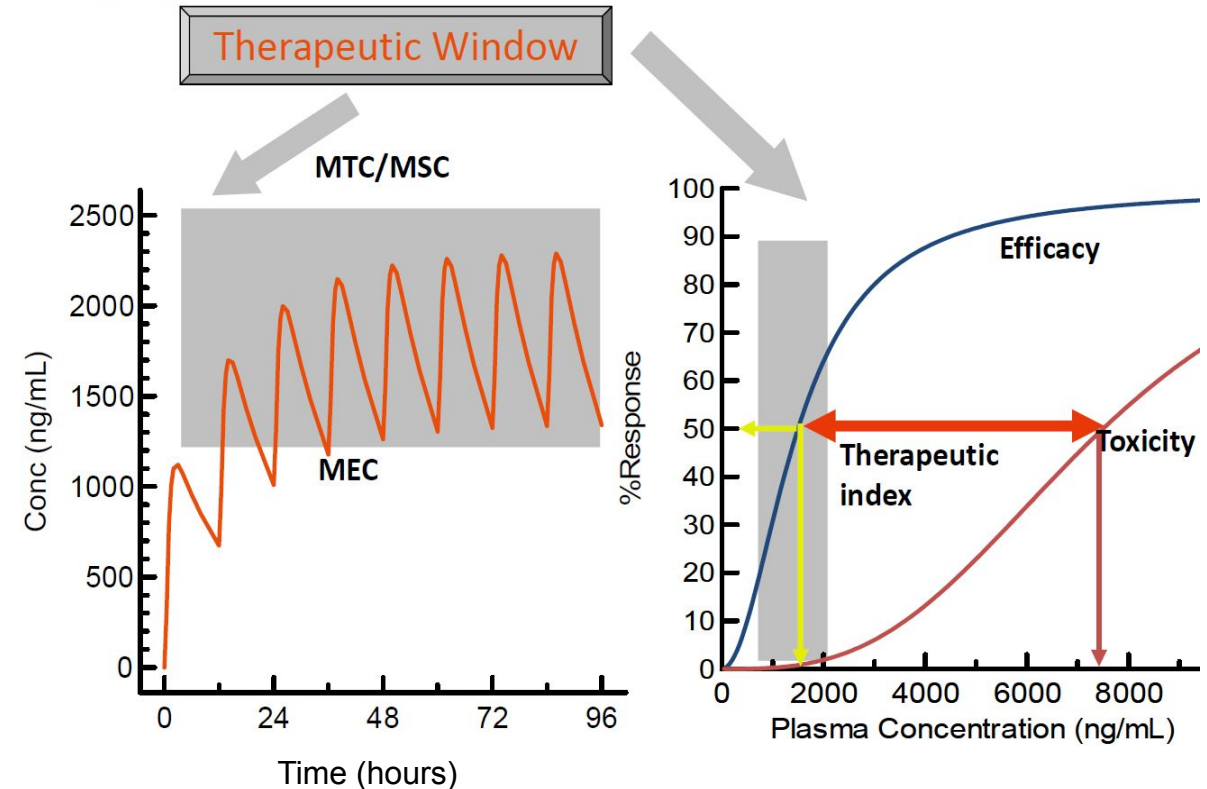 Therapeutic Window
MTC/MSC
2500
2000
1500
1000
500
0
Conc (ng/mL)
MEC
0 24 48 72 96
Time (hours)
100
90
80
70
60
50
40
30
20
10
0
%Response
Efficacy
Therapeutic
index
Toxicity
0 2000 4000 6000 8000
Plasma Concentration (ng/mL)